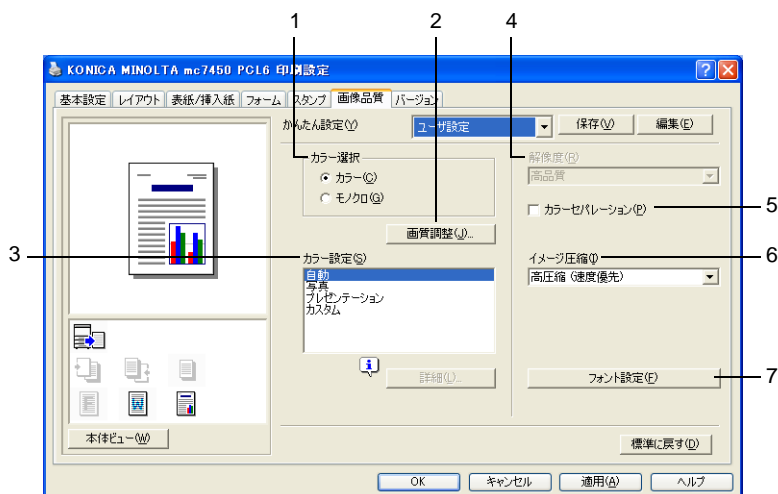 1
2
4
KONICA MINOLTA mc7450 PCL6 印刷設定
基本設定 レイアウト 表紙/挿入紙 フォーム スタンプ 画像品質 バージョン
かんたん設定(Y)
ユーザ設定
保存(V)
編集(E)
カラー選択
カラー(C)
モノクロ(G)
画質調整(J)...
3
カラー設定(S)
自動
写真
プレゼンテーション
カスタム
詳細(L)...
解像度(R)
高品質
カラーセパレーション(P)
5
イメージ圧縮(I)
6
高圧縮 (速度優先)
フォント設定(F)
7
本体ビュー(W)
標準に戻す(D)
OK
キャンセル
適用(A)
ヘルプ